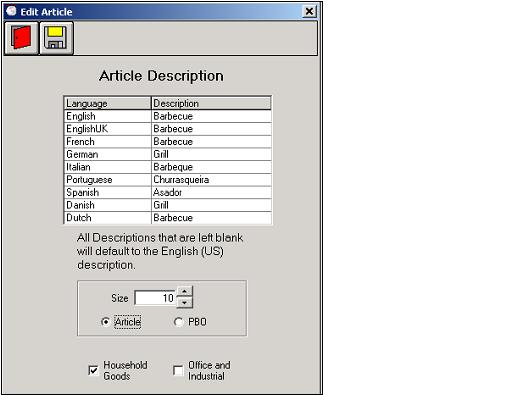 Edit Article
Article Description
Language Description
English Barbecue
EnglishUK Barbecue
French Barbecue
German Grill
Italian Barbeque
Portuguese Churrasqueira
Spanish Asador
Danish Grill
Dutch Barbecue
All Descriptions that are left blank
will default to the English (US)
description.
Size 10
Article PBO
Household Office and
Goods Industrial